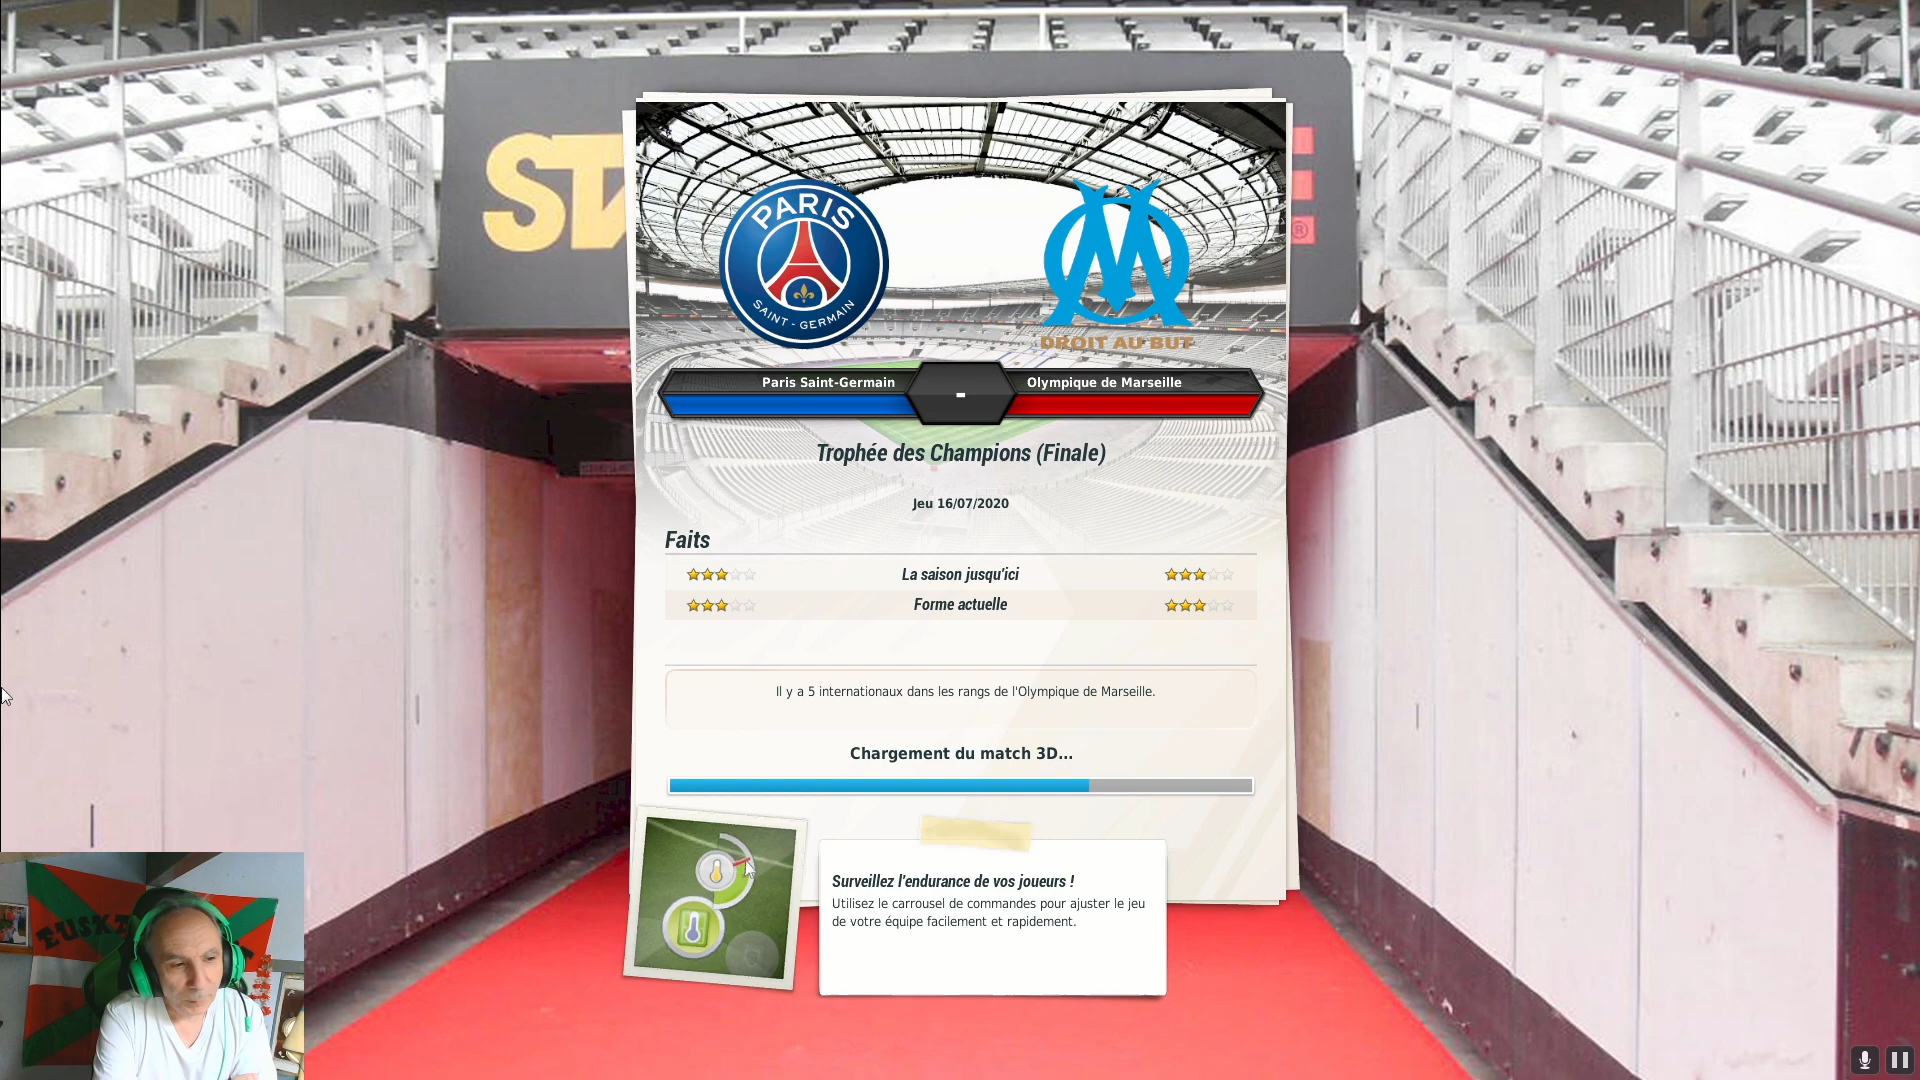 STA
E
®
PARIS
SAINT - GERMAIN
DROIT AU BUT
Paris Saint-Germain
-
Olympique de Marseille
Trophée des Champions (Finale)
Jeu 16/07/2020
Faits
La saison jusqu'ici
Forme actuelle
Il y a 5 internationaux dans les rangs de l'Olympique de Marseille.
Chargement du match 3D...
Surveillez l'endurance de vos joueurs !
Utilisez le carrousel de commandes pour ajuster le jeu
de votre équipe facilement et rapidement.